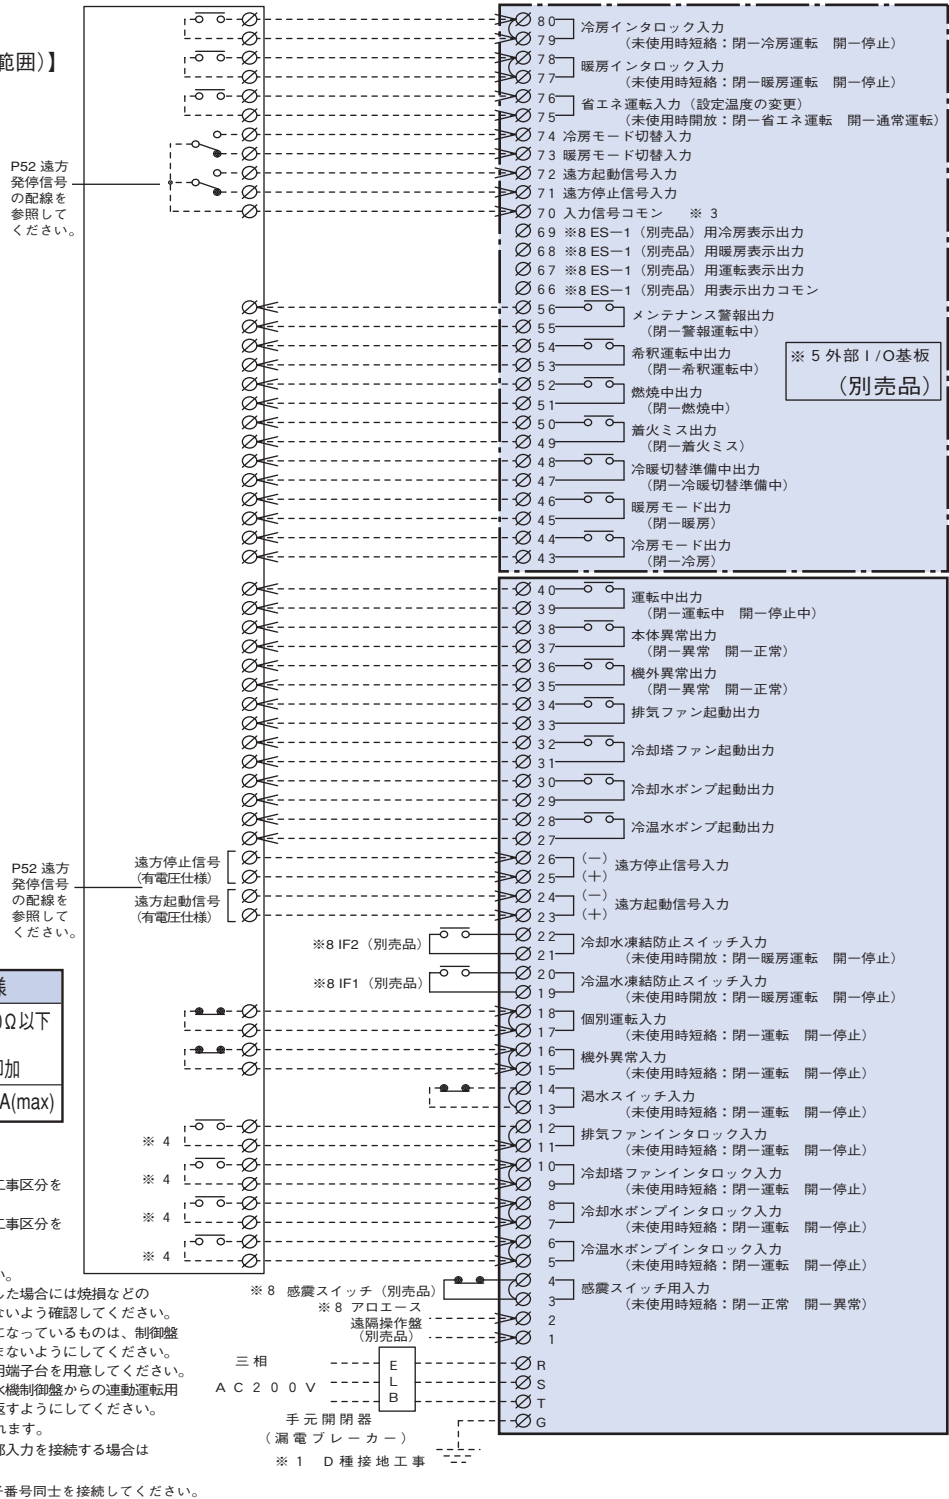 範囲)】
P52 遠方
発停信号
の配線を
参照して
ください。
80
79
冷房インタロック入力
(未使用時短絡：閉ー冷房運転 開ー停止)
78
77
暖房インタロック入力
(未使用時短絡：閉ー暖房運転 開ー停止)
76
75
省エネ運転入力（設定温度の変更）
(未使用時開放：閉ー省エネ運転 開ー通常運転)
74 冷房モード切替入力
73 暖房モード切替入力
72 遠方起動信号入力
71 遠方停止信号入力
70 入力信号コモン ※ 3
69 ※8 ESー1（別売品）用冷房表示出力
68 ※8 ESー1（別売品）用暖房表示出力
67 ※8 ESー1（別売品）用運転表示出力
66 ※8 ESー1（別売品）用表示出力コモン
56
55
メンテナンス警報出力
(閉ー警報運転中)
54
53
希釈運転中出力
(閉ー希釈運転中)
※ 5 外部 I /O基板
(別売品)
52
51
燃焼中出力
(閉ー燃焼中)
50
49
着火ミス出力
(閉ー着火ミス)
48
47
冷暖切替準備中出力
(閉ー冷暖切替準備中)
46
45
暖房モード出力
(閉ー暖房)
44
43
冷房モード出力
(閉ー冷房)
40
39
運転中出力
(閉ー運転中 開ー停止中)
38
37
本体異常出力
(閉ー異常 開ー正常)
36
35
機外異常出力
(閉ー異常 開ー正常)
34
33
排気ファン起動出力
32
31
冷却塔ファン起動出力
30
29
冷却水ポンプ起動出力
28
27
冷温水ポンプ起動出力
P52 遠方
発停信号
の配線を
参照して
ください。
遠方停止信号
(有電圧仕様)
26 (ー)
25 (＋)
遠方停止信号入力
遠方起動信号
(有電圧仕様)
24 (ー)
23 (＋)
遠方起動信号入力
※8 IF2（別売品）
22
21
冷却水凍結防止スイッチ入力
(未使用時開放：閉ー暖房運転 開ー停止)
※8 IF1（別売品）
20
19
冷温水凍結防止スイッチ入力
(未使用時開放：閉ー暖房運転 開ー停止)
様
Ω以下
印加
A(max)
18
17
個別運転入力
(未使用時短絡：閉ー運転 開ー停止)
16
15
機外異常入力
(未使用時短絡：閉ー運転 開ー停止)
14
13
渇水スイッチ入力
(未使用時短絡：閉ー運転 開ー停止)
※ 4
12
11
排気ファンインタロック入力
(未使用時短絡：閉ー運転 開ー停止)
※ 4
10
9
冷却塔ファンインタロック入力
(未使用時短絡：閉ー運転 開ー停止)
※ 4
8
7
冷却水ポンプインタロック入力
(未使用時短絡：閉ー運転 開ー停止)
※ 4
6
5
冷温水ポンプインタロック入力
(未使用時短絡：閉ー運転 開ー停止)
※ 8 感震スイッチ（別売品）
4
3
感震スイッチ用入力
(未使用時短絡：閉ー正常 開ー異常)
※ 8 アロエース
遠隔操作盤
(別売品)
2
1
三相
AC200V
E
L
B
R
S
T
G
手元開閉器
（漏電ブレーカー）
※ 1 D 種接地工事
工事区分を
工事区分を
い。
した場合には焼損などの
ないよう確認してください。
になっているものは、制御盤
まないようにしてください。
用端子台を用意してください。
水機制御盤からの連動運転用
返すようにしてください。
れます。
部入力を接続する場合は
子番号同士を接続してください。